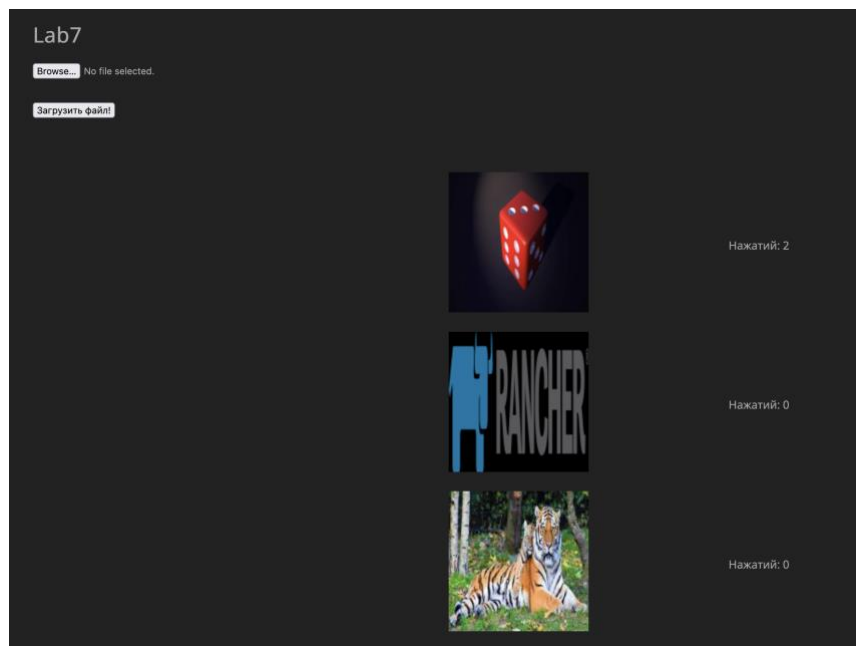 Lab7
Browse... No file selected.
Загрузить файл!
Нажатий: 2
RANCHER
Нажатий: 0
Нажатий: 0